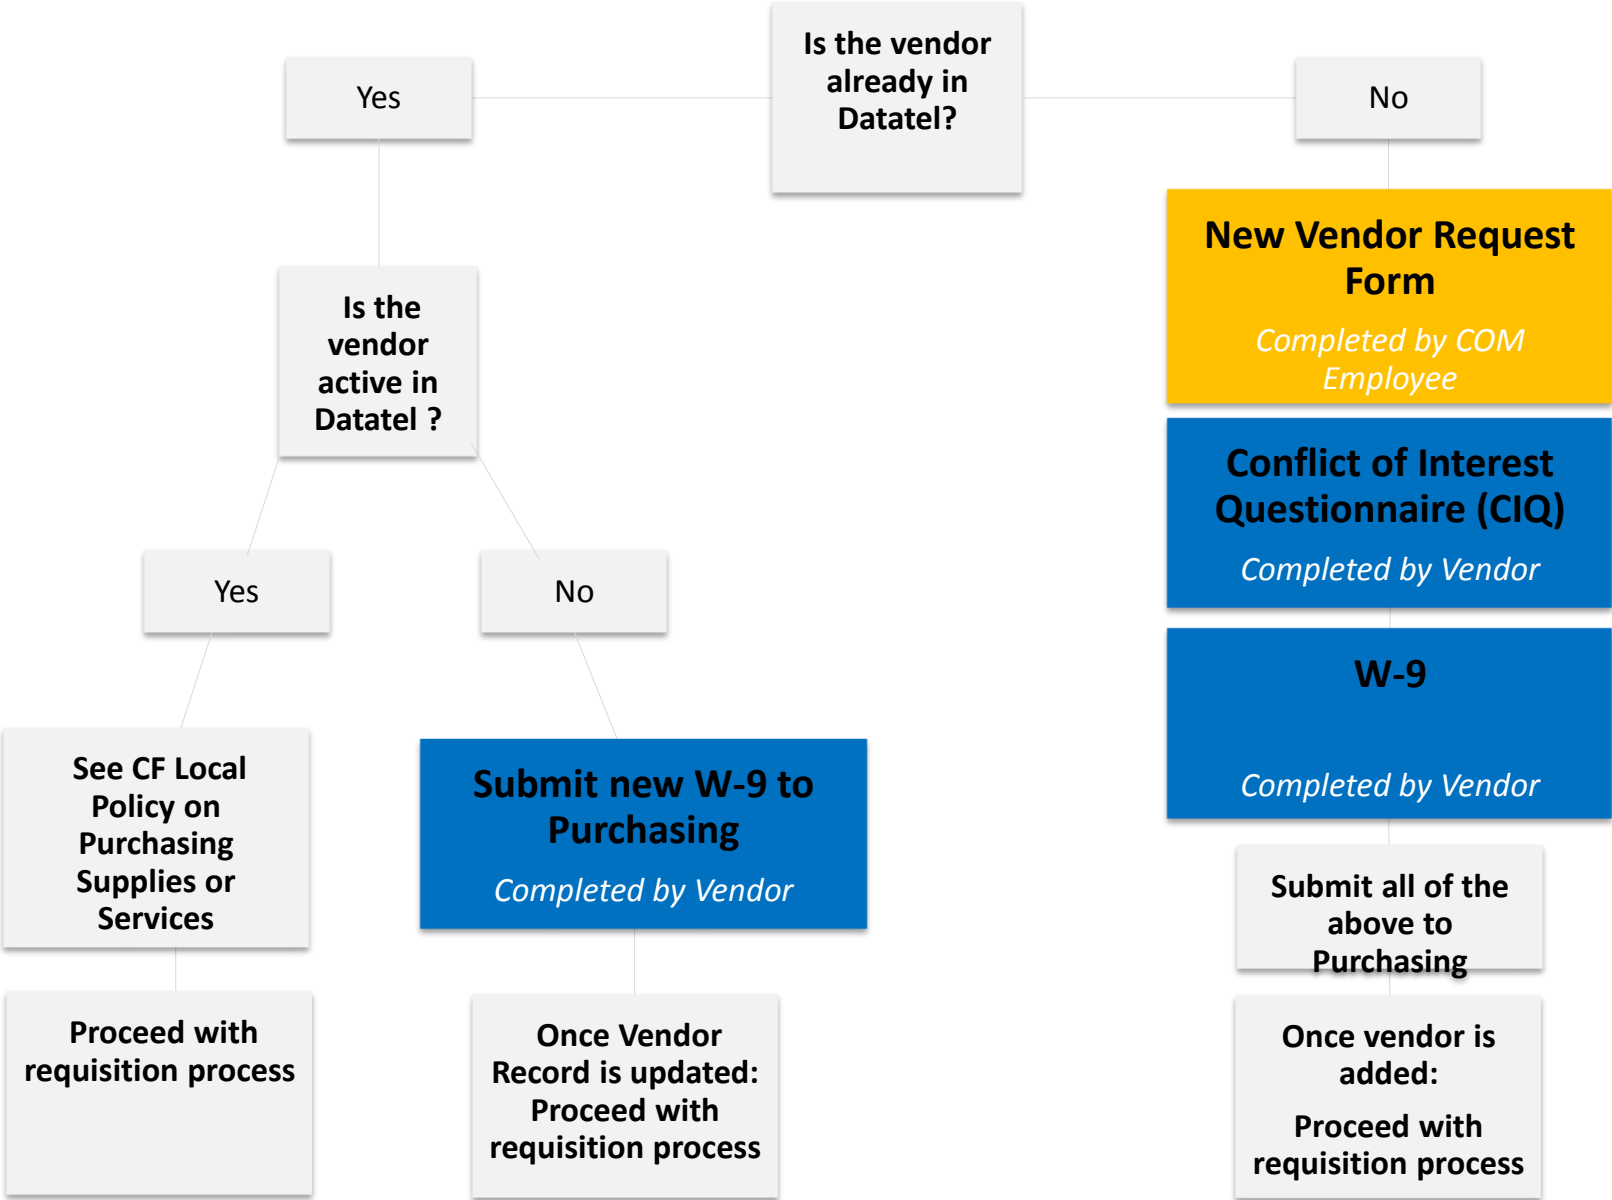 Is the vendor
already in
Datatel?
Yes
No
New Vendor Request
Form
Completed by COM
Employee
Is the
vendor
active in
Datatel ?
Conflict of Interest
Questionnaire (CIQ)
Completed by Vendor
Yes
No
W-9
Completed by Vendor
See CF Local
Policy on
Purchasing
Supplies or
Services
Submit new W-9 to
Purchasing
Completed by Vendor
Submit all of the
above to
Purchasing
Proceed with
requisition process
Once Vendor
Record is updated:
Proceed with
requisition process
Once vendor is
added:
Proceed with
requisition process